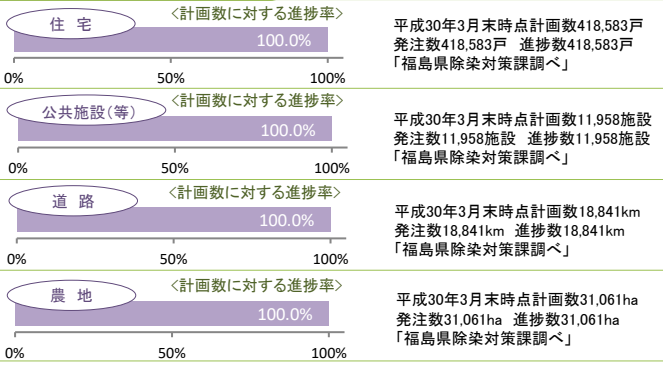 住 宅
<計画数に対する進捗率>
100.0%
0% 50% 100%
平成30年3月末時点計画数418,583戸
発注数418,583戸 進捗数418,583戸
「福島県除染対策課調べ」
公共施設(等)
<計画数に対する進捗率>
100.0%
0% 50% 100%
平成30年3月末時点計画数11,958施設
発注数11,958施設 進捗数11,958施設
「福島県除染対策課調べ」
道 路
<計画数に対する進捗率>
100.0%
0% 50% 100%
平成30年3月末時点計画数18,841km
発注数18,841km 進捗数18,841km
「福島県除染対策課調べ」
農 地
<計画数に対する進捗率>
100.0%
0% 50% 100%
平成30年3月末時点計画数31,061ha
発注数31,061ha 進捗数31,061ha
「福島県除染対策課調べ」